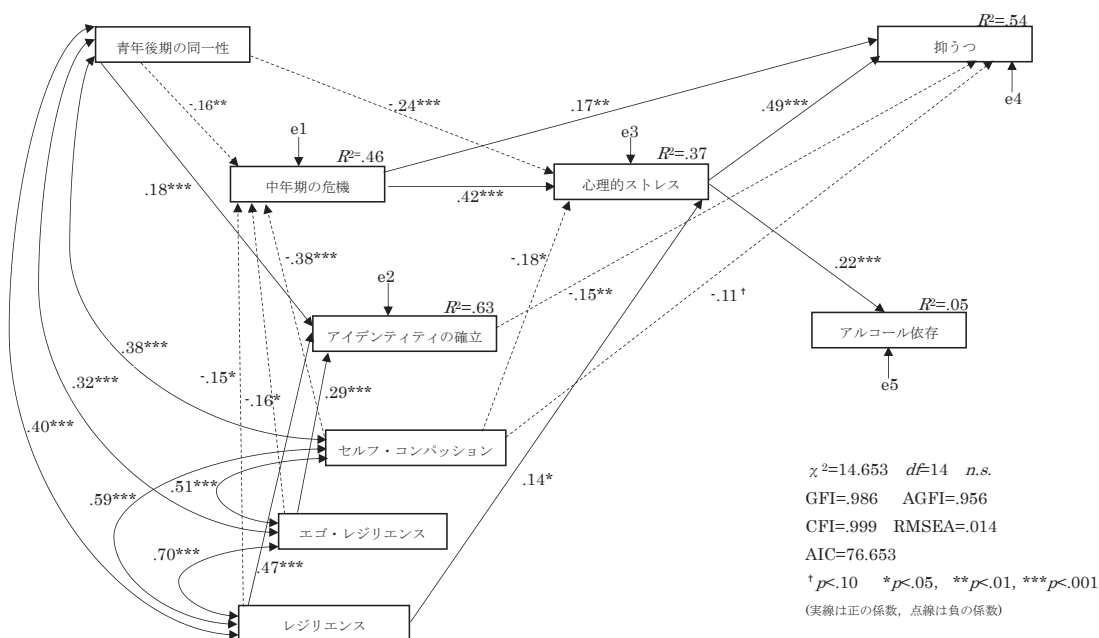 R²=.54
青年後期の同一性
抑うつ
e4
-.16**
-.24***
.17**
.49***
e1
e3
R²=.46
R²=.37
中年期の危機
心理的ストレス
.18***
.42***
-.38***
-.18*
.22***
e2
-.15**
-.11†
R²=.63
R²=.05
アイデンティティの確立
アルコール依存
.38***
-.15*
e5
.32***
-.16*
.29***
.40***
セルフ・コンパッション
.51***
.14*
.59***
エゴ・レジリエンス
.70***
.47***
レジリエンス
χ²=14.653 df=14 n.s.
GFI=.986 AGFI=.956
CFI=.999 RMSEA=.014
AIC=76.653
†p<.10 *p<.05, **p<.01, ***p<.001
(実線は正の係数，点線は負の係数)